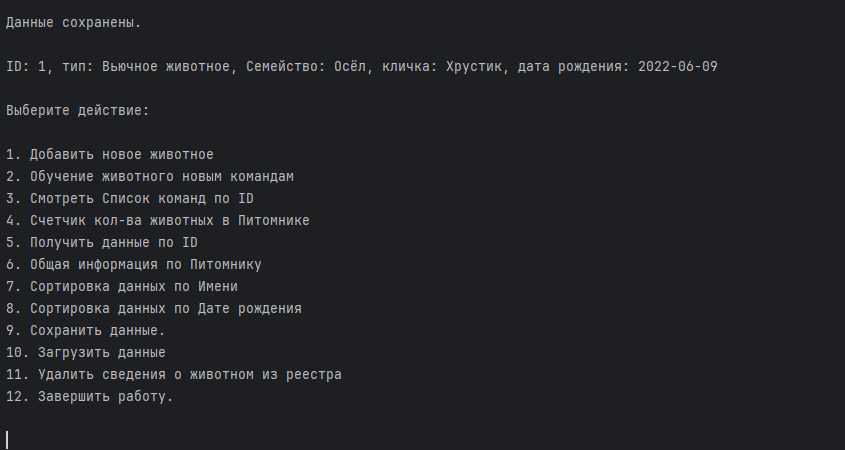 Данные сохранены.
ID: 1, тип: Вьючное животное, Семейство: Осёл, кличка: Хрустик, дата рождения: 2022-06-09
Выберите действие:
1. Добавить новое животное
2. Обучение животного новым командам
3. Смотреть Список команд по ID
4. Счетчик кол-ва животных в Питомнике
5. Получить данные по ID
6. Общая информация по Питомнику
7. Сортировка данных по Имени
8. Сортировка данных по Дате рождения
9. Сохранить данные.
10. Загрузить данные
11. Удалить сведения о животном из реестра
12. Завершить работу.